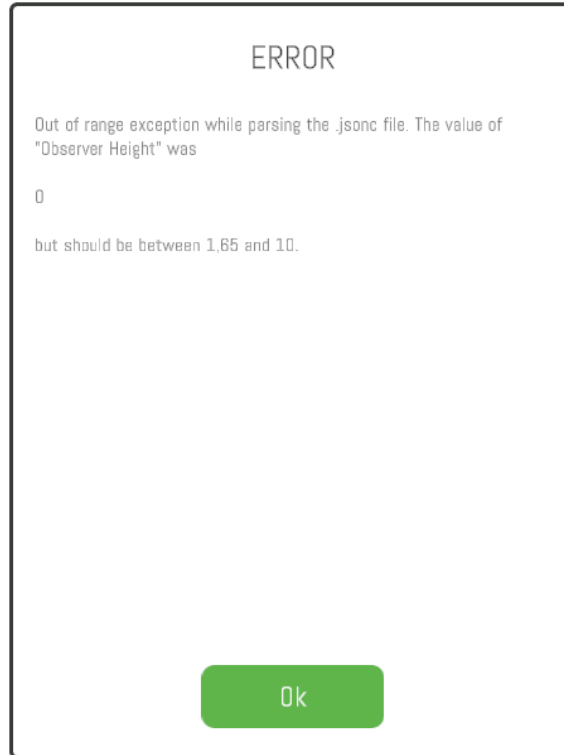 ERROR
Out of range exception while parsing the .jsonc file. The value of
"Observer Height" was
0
but should be between 1,65 and 10.
Ok